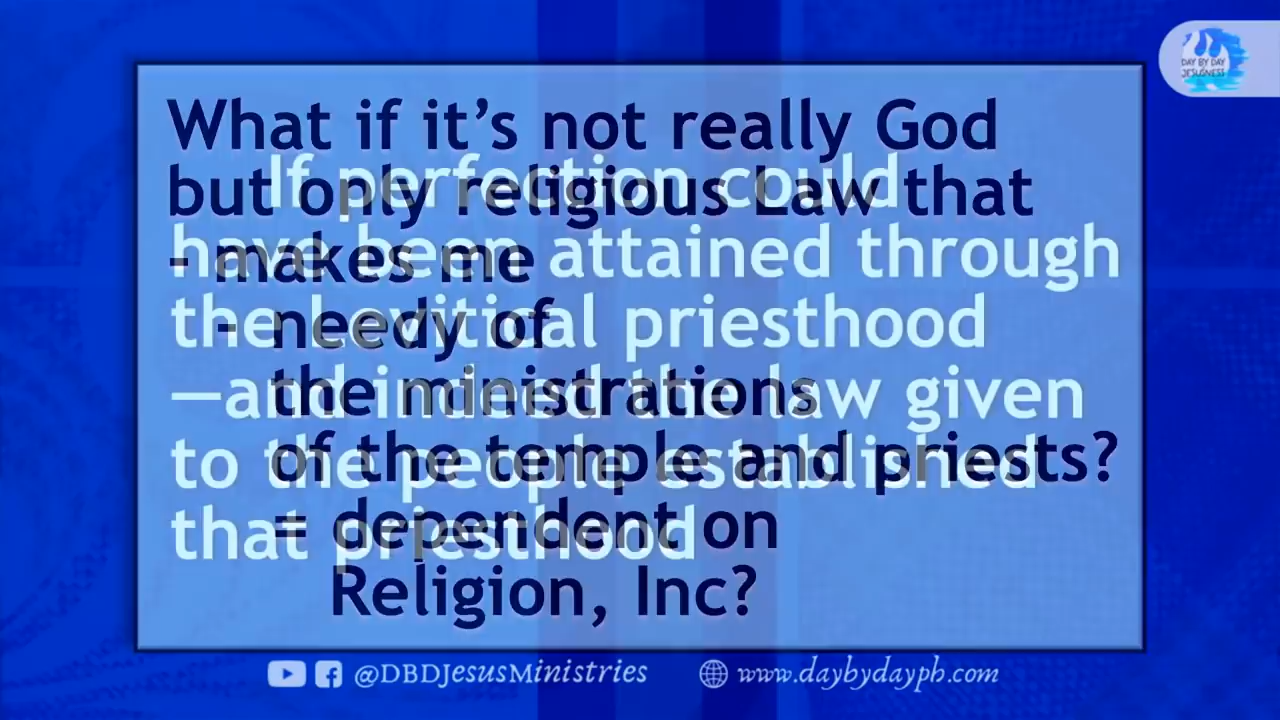 What if it's not really God
but only religious Law that
- makes me
- needy of
the ministrations
of the temple and priests?
= dependent on
Religion, Inc?
If perfection could
have been attained through
the Levitical priesthood
—and indeed the law given
to the people established
that priesthood
DAY BY DAY
JESUSNESS
@DBDJesusMinistries
www.daybydayph.com